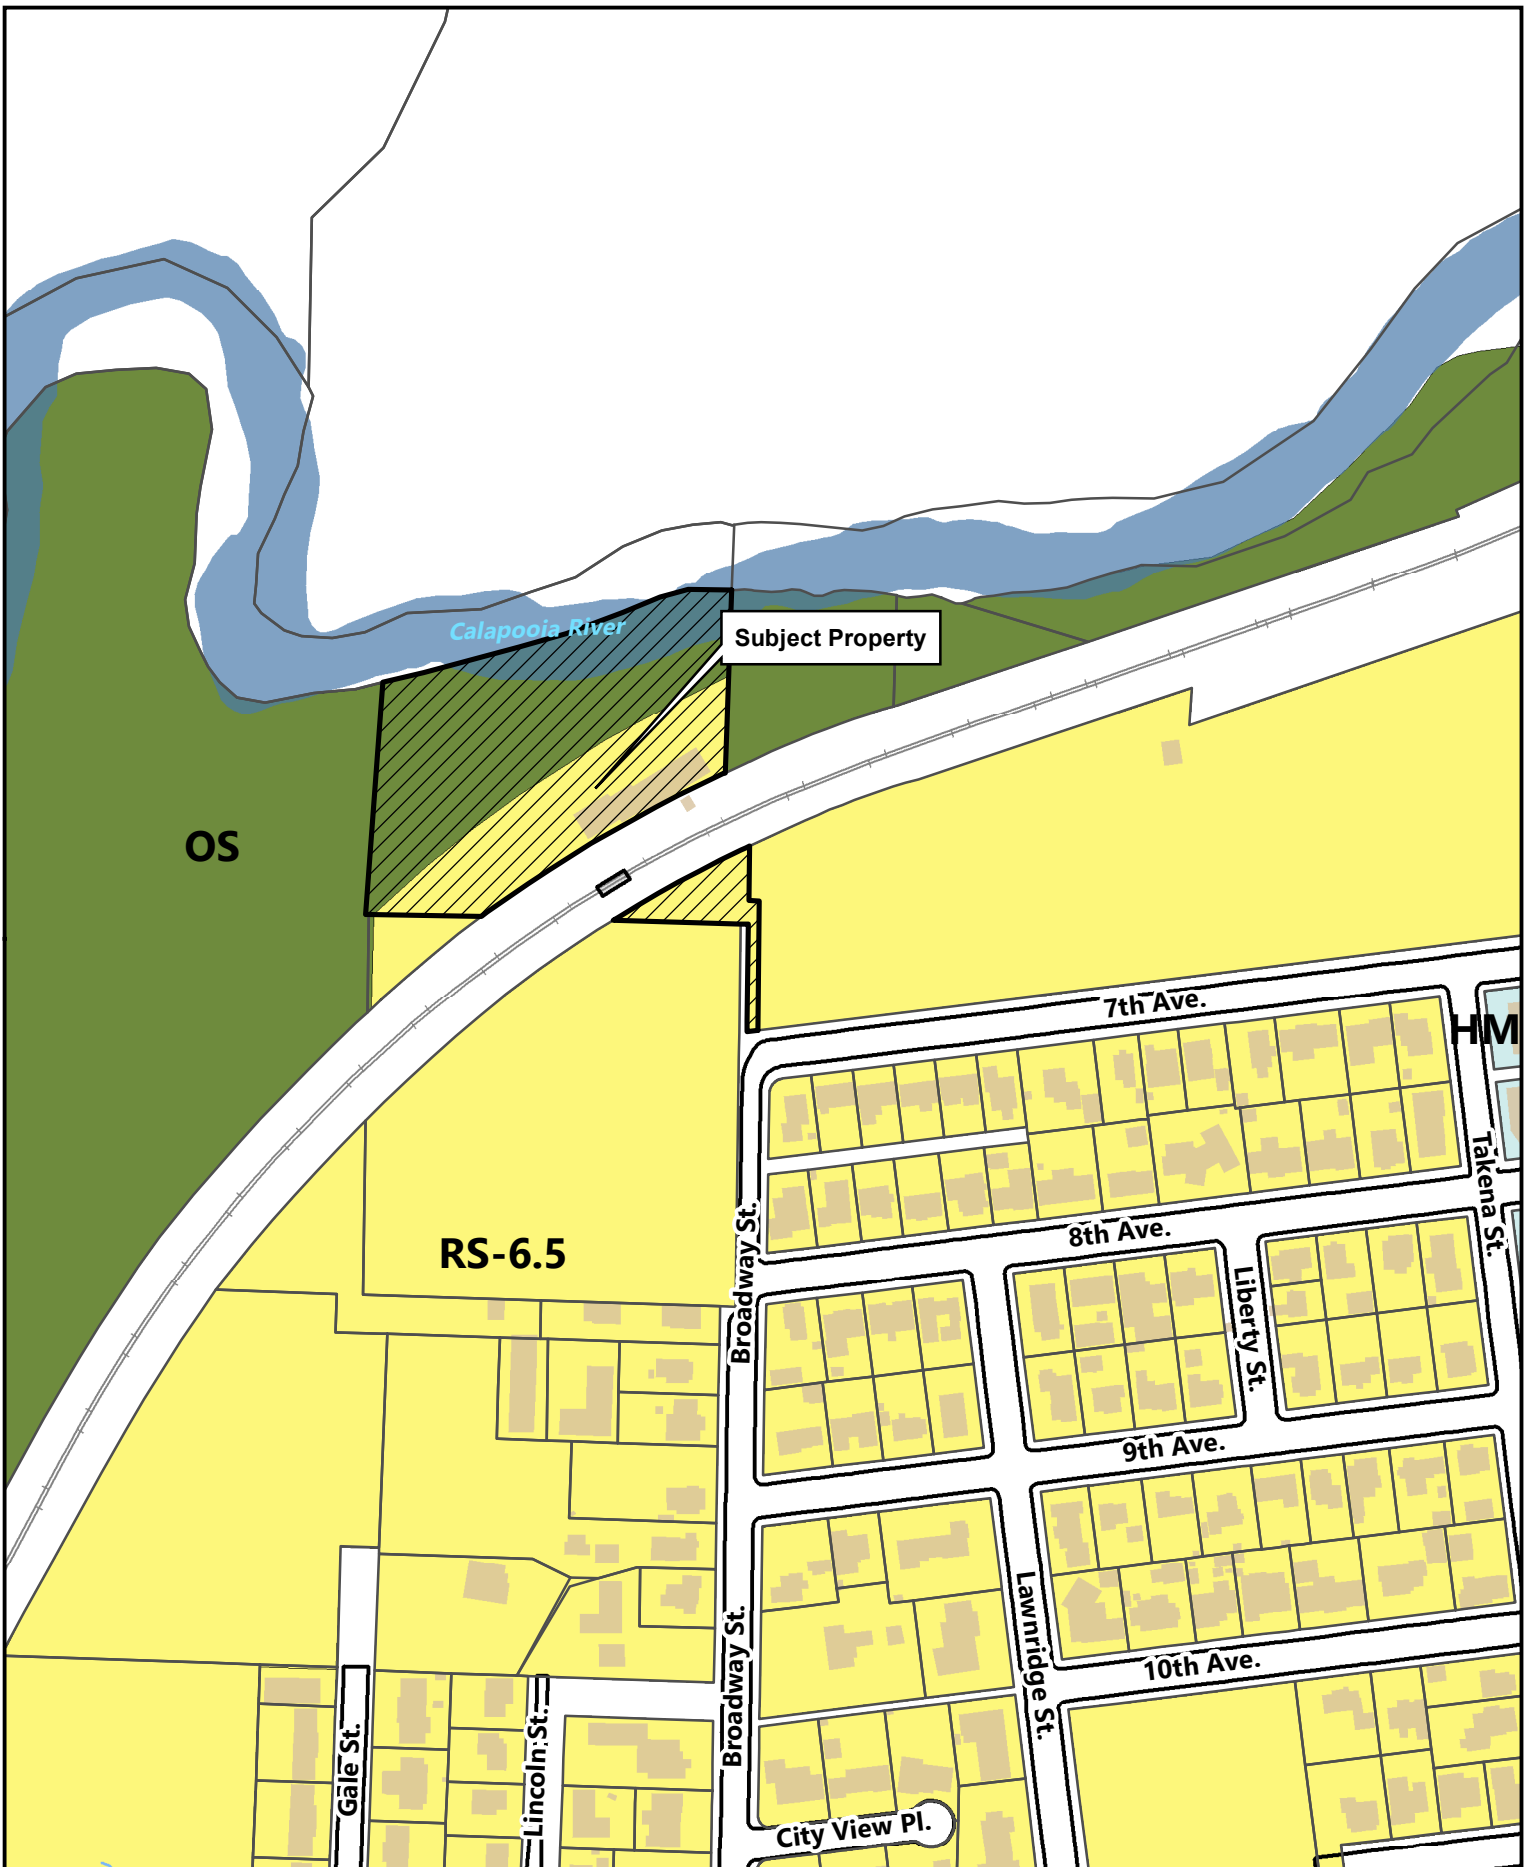 Calapooia River
Subject Property
OS
7th Ave.
HM
Takena St.
Broadway St.
8th Ave.
RS-6.5
Liberty St.
9th Ave.
Lawnridge St.
Broadway St.
10th Ave.
Gale St.
Lincoln St.
City View Pl.